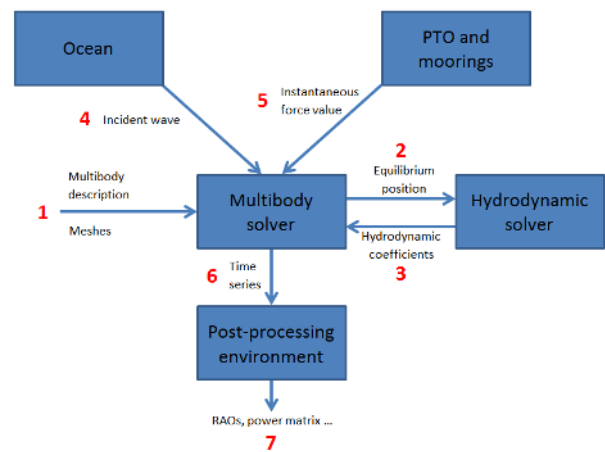 Ocean
PTO and
moorings
4
Incident wave
5
Instantaneous
force value
1
Multibody
description
Meshes
Multibody
solver
2
Equilibrium
position
Hydrodynamic
coefficients
3
Hydrodynamic
solver
6
Time
series
Post-processing
environment
RAOs, power matrix ...
7